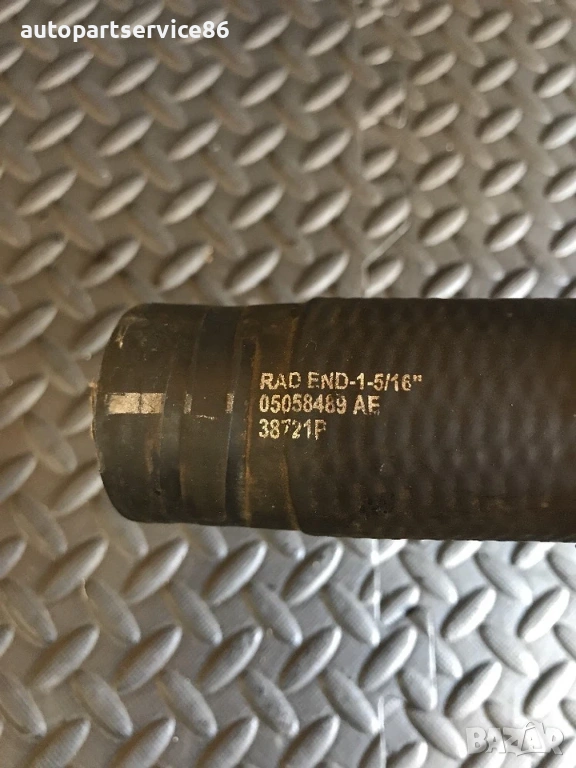 autopartservice86
RAD END-1-5/16"
05058489 AE
38721P
BAZAR